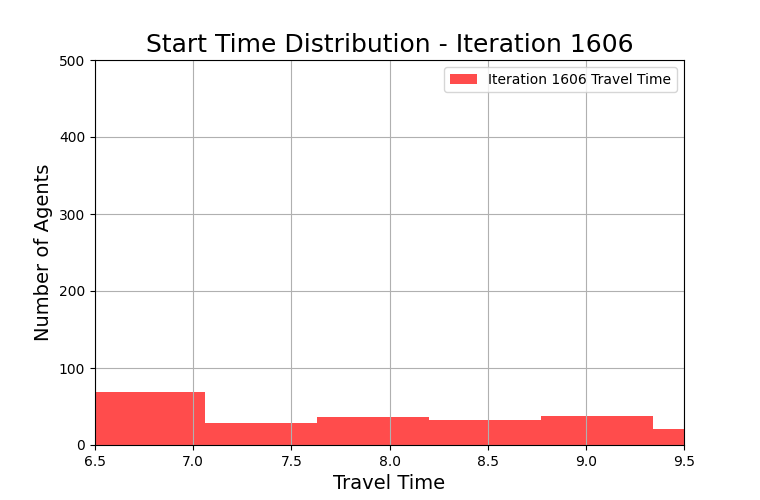 Start Time Distribution - Iteration 1606
500
400
300
200
100
0
Number of Agents
Iteration 1606 Travel Time
6.5 7.0 7.5 8.0 8.5 9.0 9.5
Travel Time